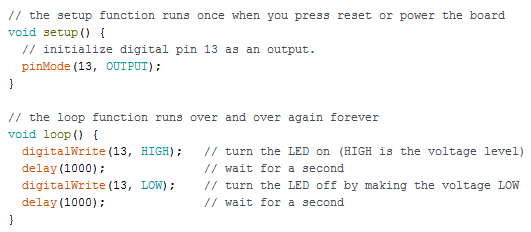 // the setup function runs once when you press reset or power the board
void setup() {
  // initialize digital pin 13 as an output.
  pinMode(13, OUTPUT);
}

// the loop function runs over and over again forever
void loop() {
  digitalWrite(13, HIGH);   // turn the LED on (HIGH is the voltage level)
  delay(1000);              // wait for a second
  digitalWrite(13, LOW);    // turn the LED off by making the voltage LOW
  delay(1000);              // wait for a second
}